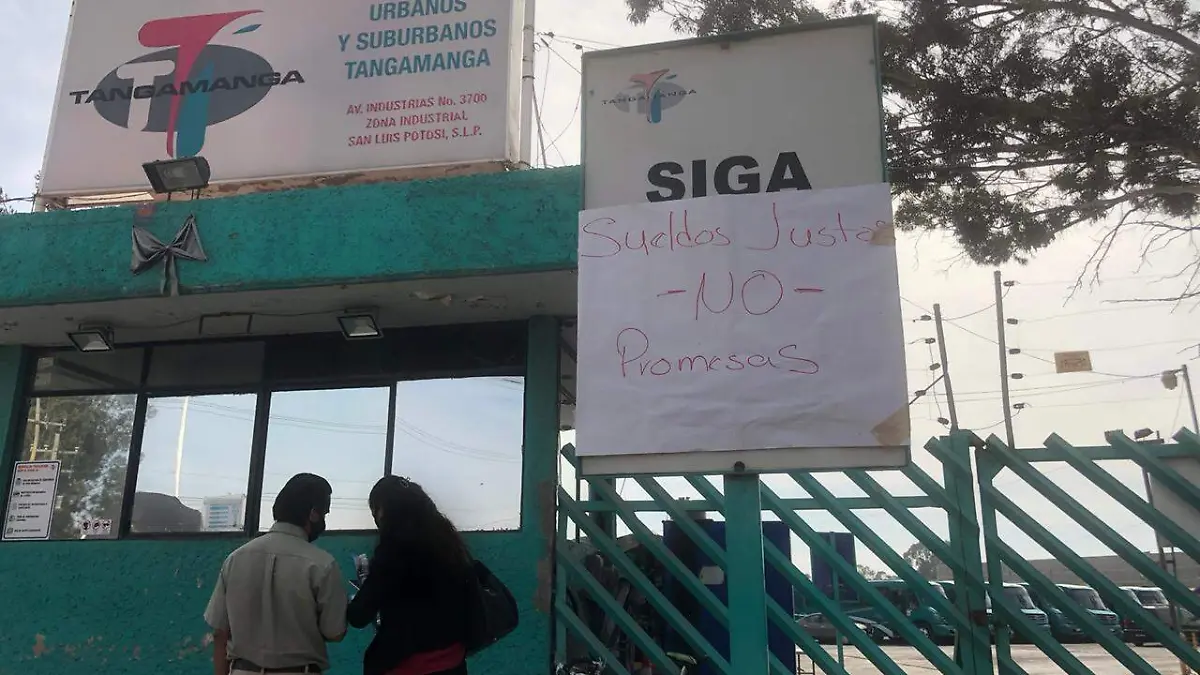 URBANOS
Y SUBURBANOS
TANGAMANGA
TANGAMANGA
AV. INDUSTRIAS No. 3700
ZONA INDUSTRIAL
SAN LUIS POTOSI, S.L.P.
TANGAMANGA
SIGA
Sueldos Justos
- NO -
Promesas